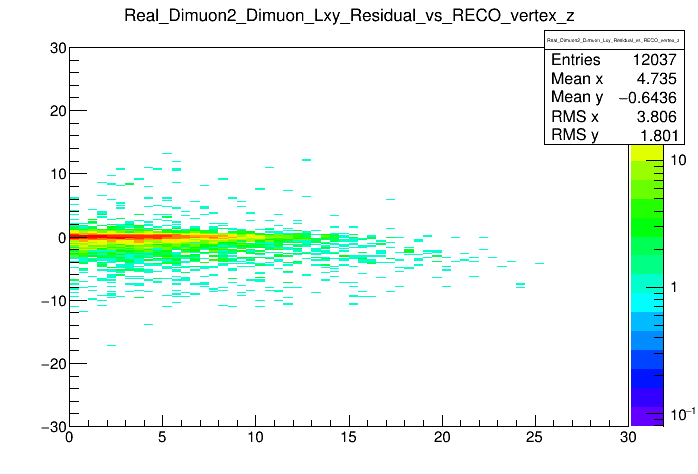 Real_Dimuon2_Dimuon_Lxy_Residual_vs_RECO_vertex_z
Real_Dimuon2_Dimuon_Lxy_Residual_vs_RECO_vertex_z
Entries 12037
Mean x 4.735
Mean y −0.6436
RMS x 3.806
RMS y 1.801
30
20
10
0
−10
−20
−30
0 5 10 15 20 25 30
10
1
10⁻¹